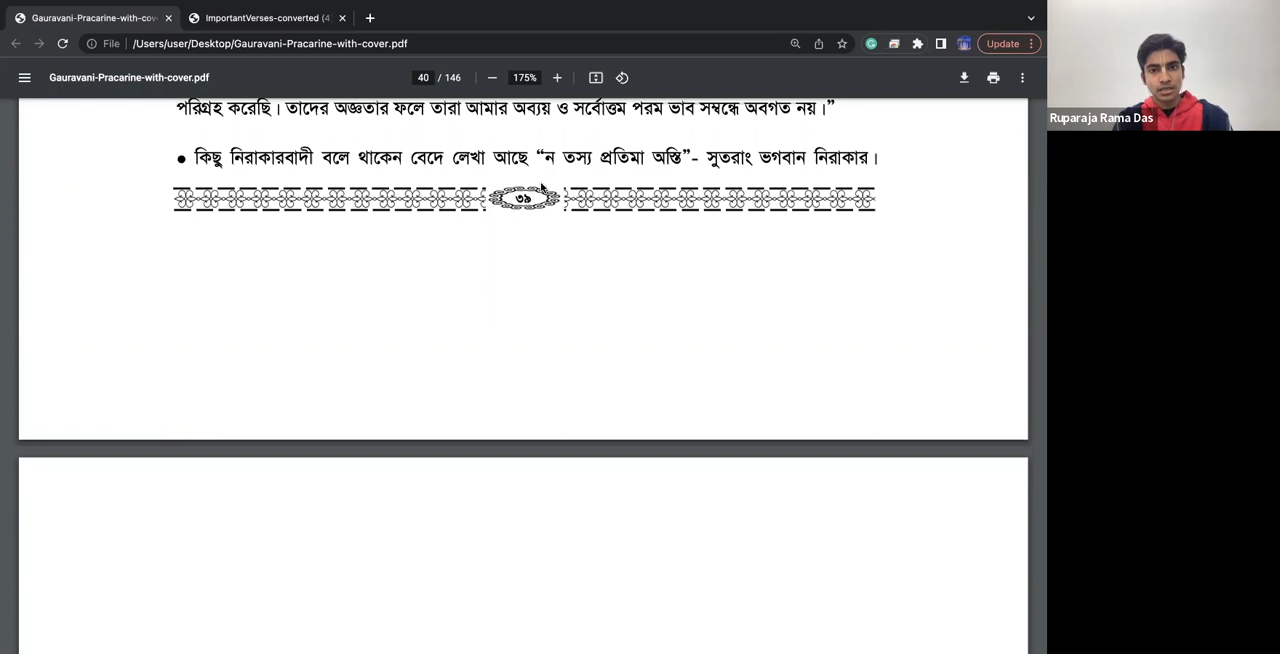 Gauravani-Pracarine-with-cov
ImportantVerses-converted (4
File
/Users/user/Desktop/Gauravani-Pracarine-with-cover.pdf
Update
Gauravani-Pracarine-with-cover.pdf
40 / 146
175%
Ruparaja Rama Das
পরিগ্রহ করেছি। তাদের অজ্ঞতার ফলে তারা আমার অব্যয় ও সর্বোত্তম পরম ভাব সম্বন্ধে অবগত নয়।”
● কিছু নিরাকারবাদী বলে থাকেন বেদে লেখা আছে “ন তস্য প্রতিমা অস্তি”- সুতরাং ভগবান নিরাকার।
৩৯